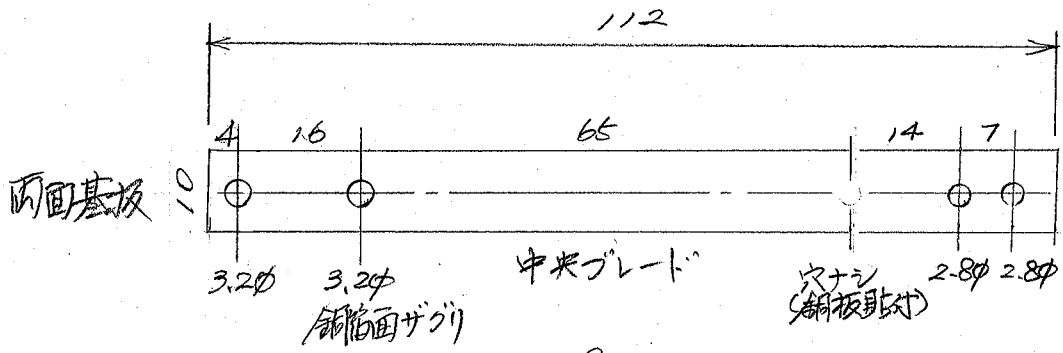 112
4 16 65 14 7
両面基板 10
3.2φ 3.2φ 中央ブレード 穴ナシ 2.8φ 2.8φ
銅箔面ザグリ (銅板貼付)